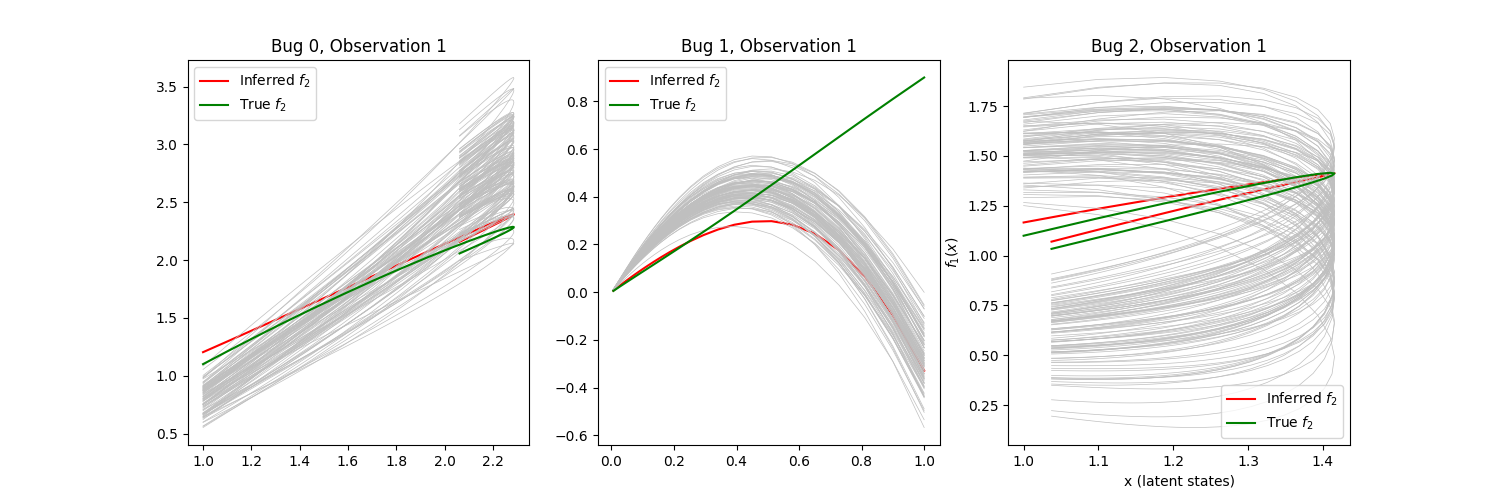 Bug 0, Observation 1
Inferred f₂
True f₂
3.5
3.0
2.5
2.0
1.5
1.0
0.5
1.0 1.2 1.4 1.6 1.8 2.0 2.2
Bug 1, Observation 1
Inferred f₂
True f₂
0.8
0.6
0.4
0.2
0.0
−0.2
−0.4
−0.6
0.0 0.2 0.4 0.6 0.8 1.0
Bug 2, Observation 1
f₁(x)
1.75
1.50
1.25
1.00
0.75
0.50
0.25
Inferred f₂
True f₂
1.0 1.1 1.2 1.3 1.4
x (latent states)